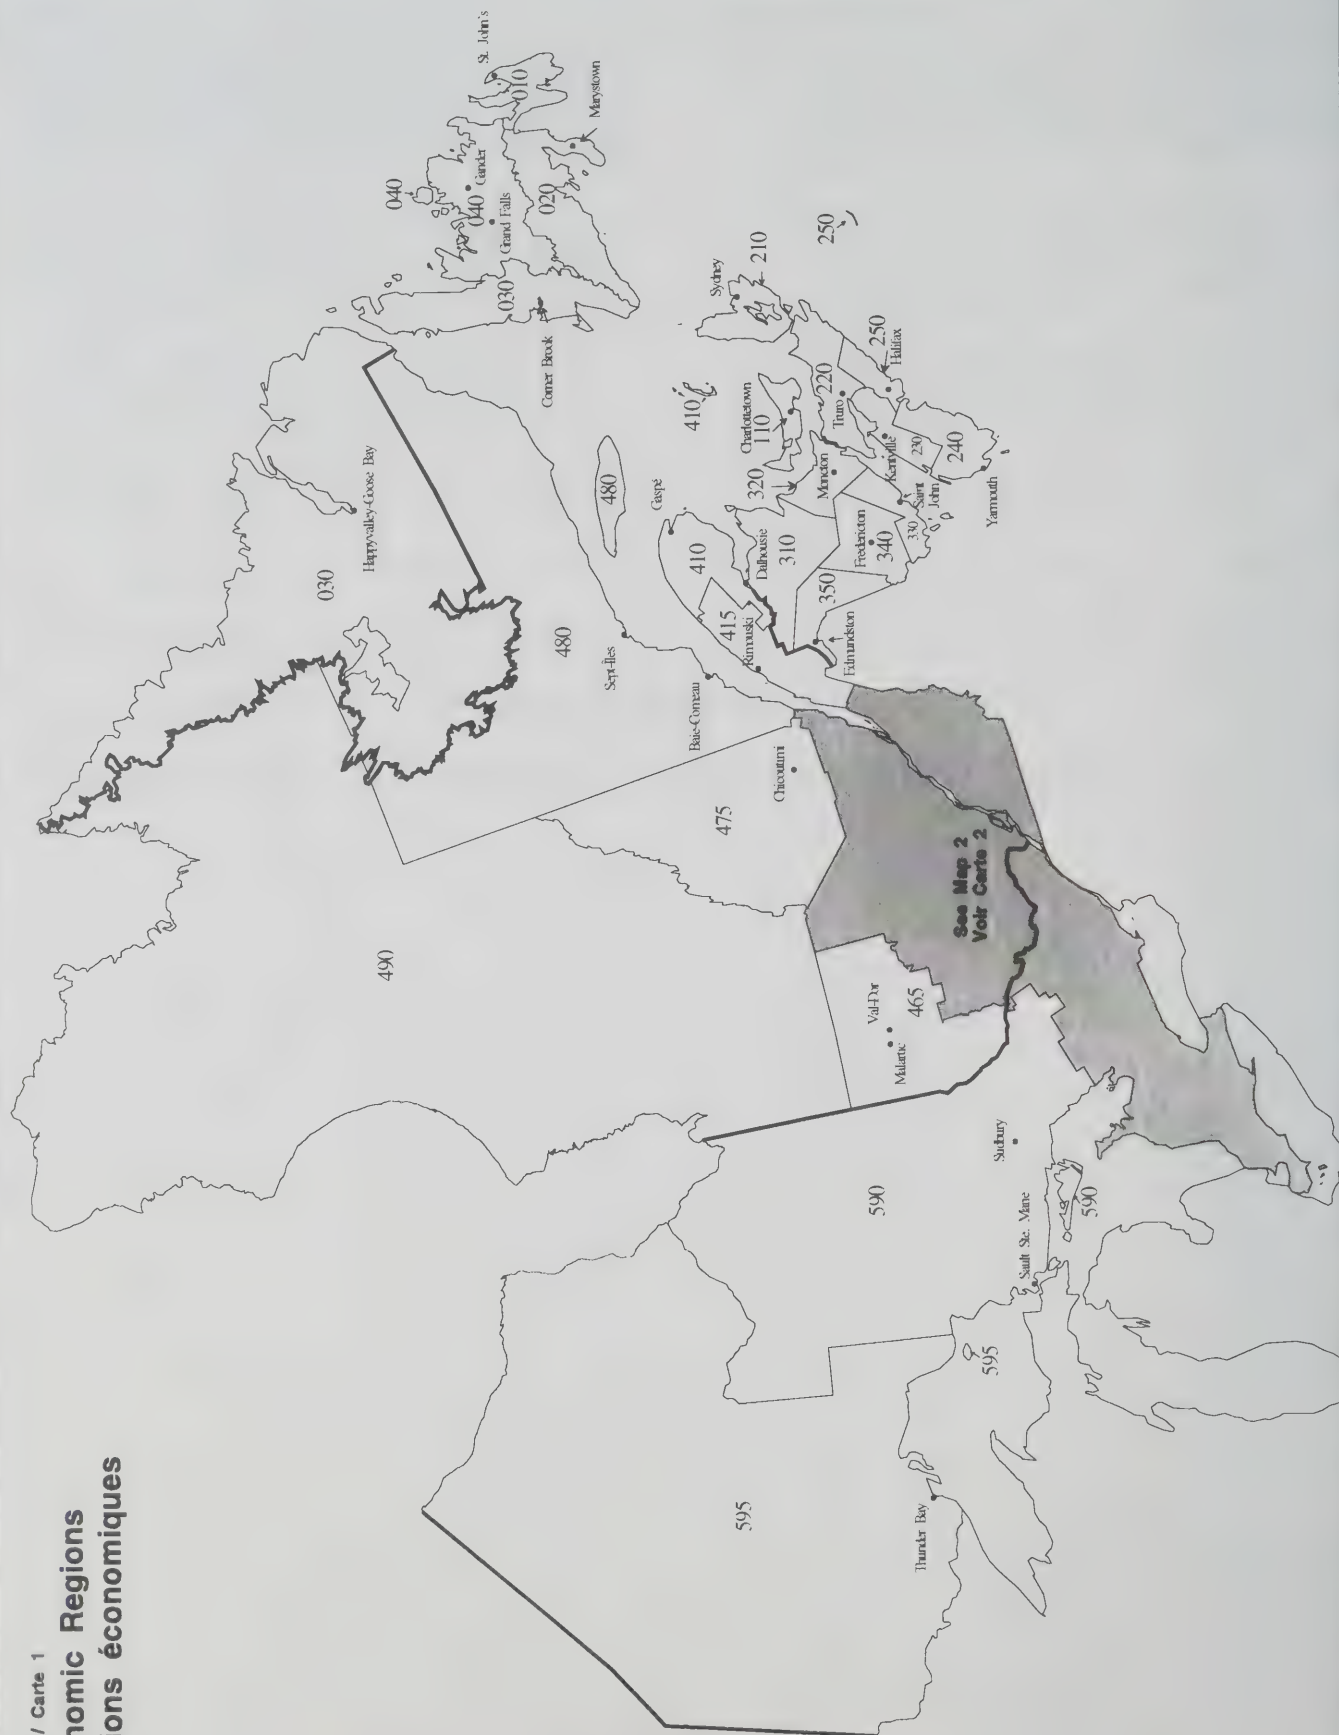 / Carte 1
nomic Regions
ions économiques
St. John's
010
Marystown
040
Gander
040
Grand Falls
020
030
Corner Brook
Happyvalley-Goose Bay
030
480
480
Sept-Îles
Baie-Comeau
Gaspé
410
410
415
Rimouski
Dalhousie
310
320
Charlottetown
110
Sydney
210
250
250
Halifax
220
Truro
Moncton
Kentville
230
240
Yarmouth
Saint
John
330
Fredericton
340
350
Edmundston
Chicoutimi
475
490
See Map 2
Voir Carte 2
Val-D'or
Malartic
465
Sudbury
590
590
Sault Ste. Marie
595
595
Thunder Bay